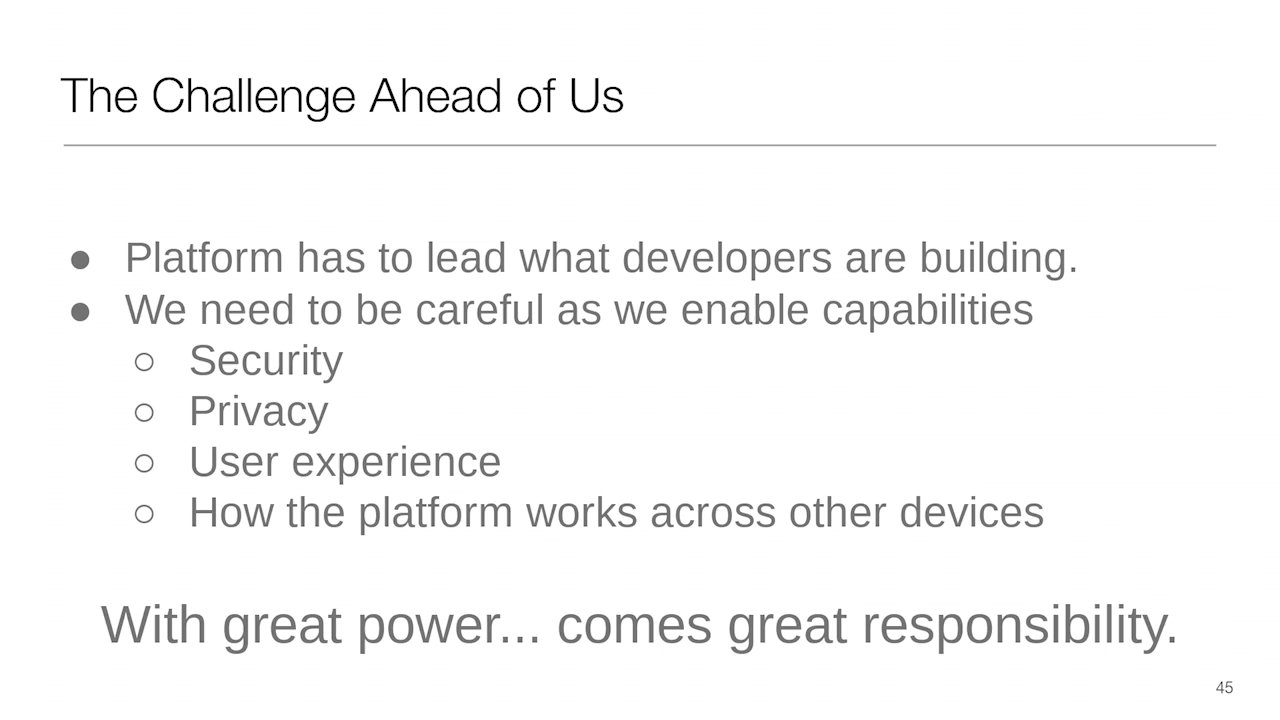 The Challenge Ahead of Us
● Platform has to lead what developers are building.
● We need to be careful as we enable capabilities
○ Security
○ Privacy
○ User experience
○ How the platform works across other devices
With great power... comes great responsibility.
45